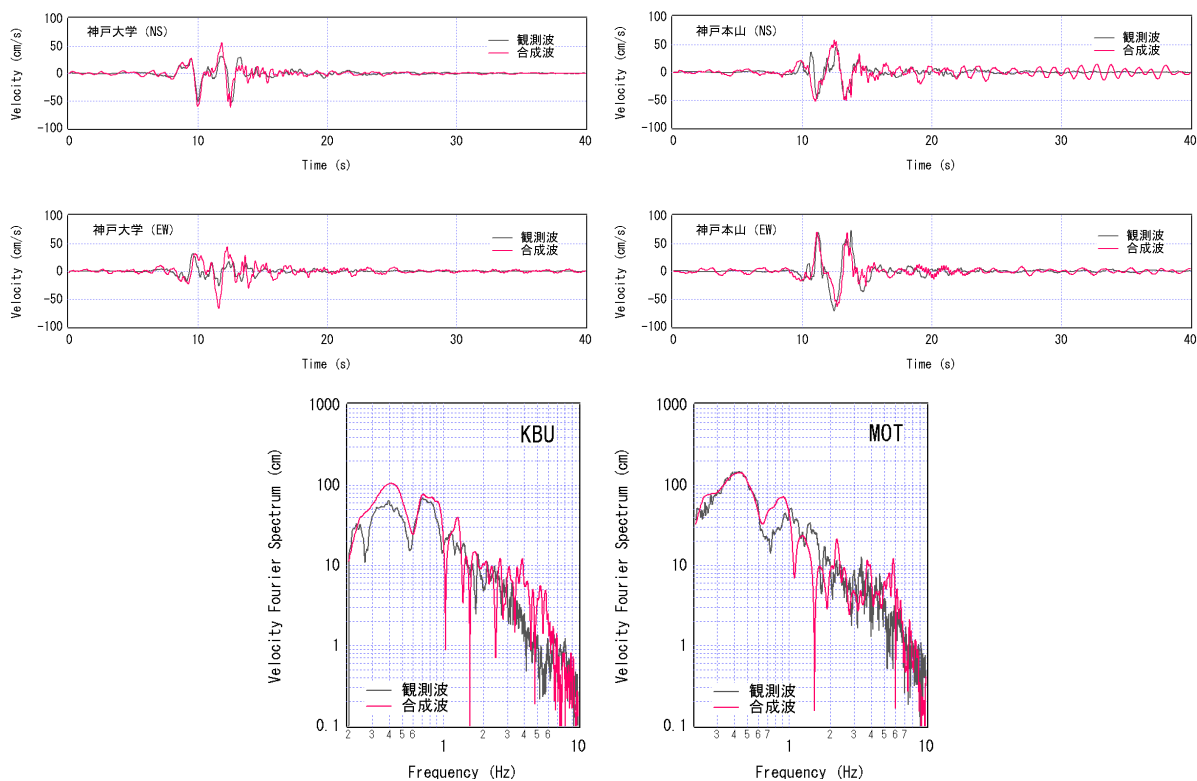 神戸大学 (NS)
観測波
合成波
Velocity (cm/s)
100
50
0
-50
-100
0 10 20 30 40
Time (s)
神戸本山 (NS)
観測波
合成波
Velocity (cm/s)
100
50
0
-50
-100
0 10 20 30 40
Time (s)
神戸大学 (EW)
観測波
合成波
Velocity (cm/s)
100
50
0
-50
-100
0 10 20 30 40
Time (s)
神戸本山 (EW)
観測波
合成波
Velocity (cm/s)
100
50
0
-50
-100
0 10 20 30 40
Time (s)
KBU
Velocity Fourier Spectrum (cm)
1000
100
10
1
0.1
観測波
合成波
2 3 4 5 6 2 3 4 5 6
1 10
Frequency (Hz)
MOT
Velocity Fourier Spectrum (cm)
1000
100
10
1
0.1
観測波
合成波
3 4 5 6 7 2 3 4 5 6 7
1 10
Frequency (Hz)